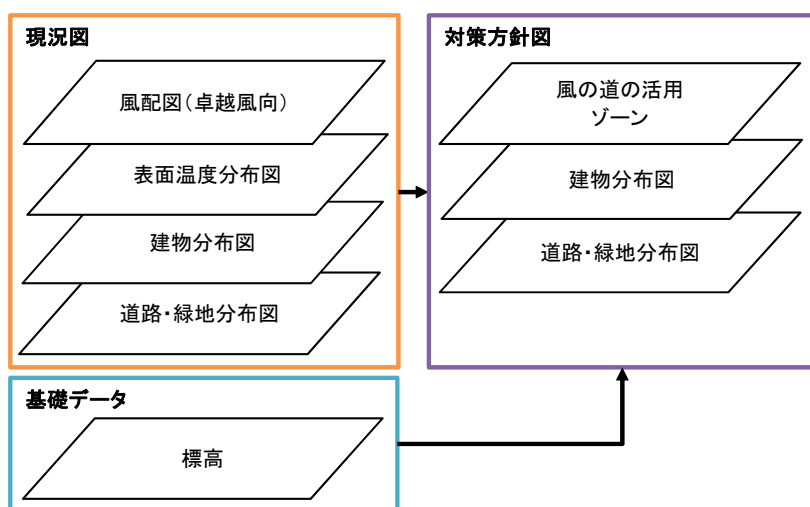 現況図
風配図(卓越風向)
表面温度分布図
建物分布図
道路・緑地分布図
対策方針図
風の道の活用
ゾーン
建物分布図
道路・緑地分布図
基礎データ
標高